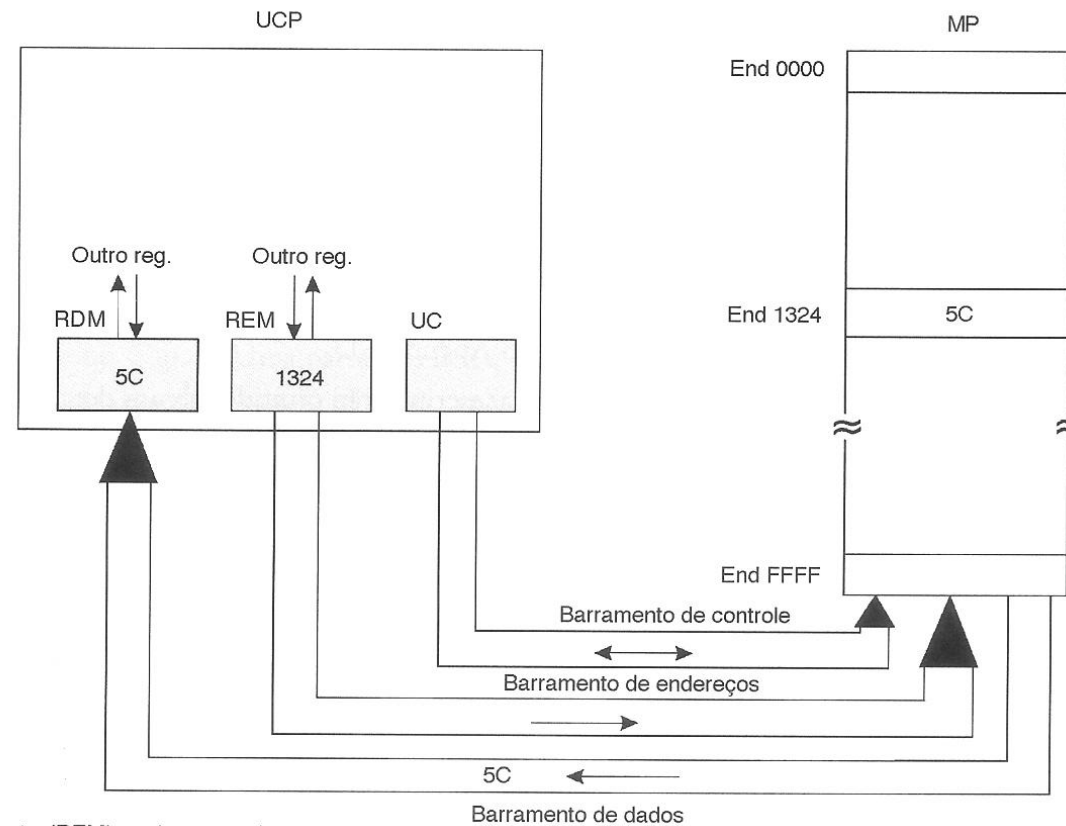 UCP
MP
End 0000
Outro reg.
Outro reg.
RDM
REM
UC
End 1324
5C
5C
1324
End FFFF
Barramento de controle
Barramento de endereços
5C
Barramento de dados